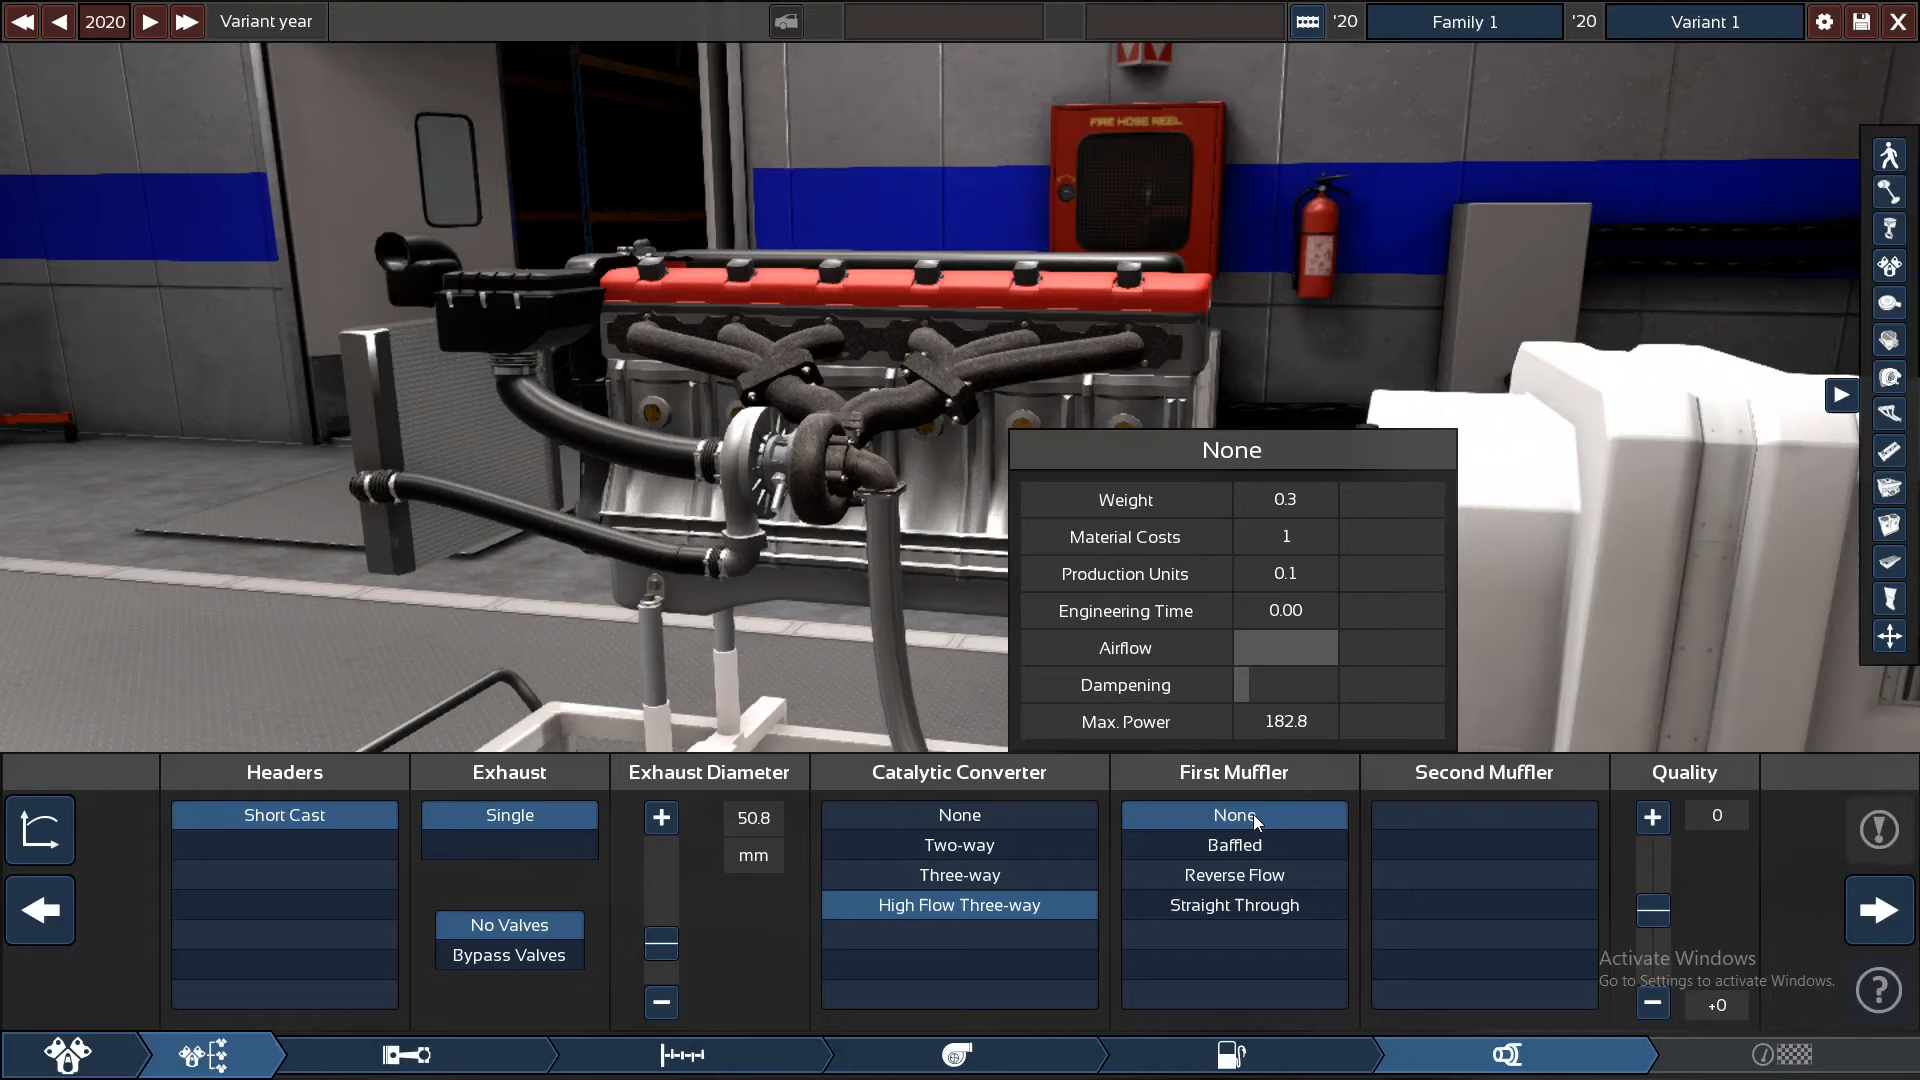 2020
Variant year
'20
Family 1
'20
Variant 1
FIRE HOSE REEL
None
Weight 0.3
Material Costs 1
Production Units 0.1
Engineering Time 0.00
Airflow
Dampening
Max. Power 182.8
Headers
Short Cast
Exhaust
Single
No Valves
Bypass Valves
Exhaust Diameter
50.8
mm
Catalytic Converter
None
Two-way
Three-way
High Flow Three-way
First Muffler
None
Baffled
Reverse Flow
Straight Through
Second Muffler
Quality
0
+0
Activate Windows
Go to Settings to activate Windows.